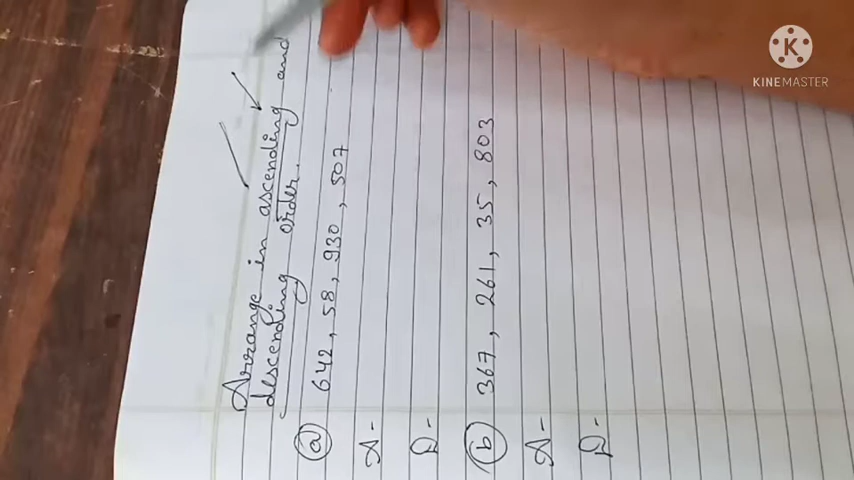 Arrange in ascending and
descending order.
(a) 642, 58, 930, 507
A-
D-
(b) 367, 261, 35, 803
A-
D-
K
KINEMASTER